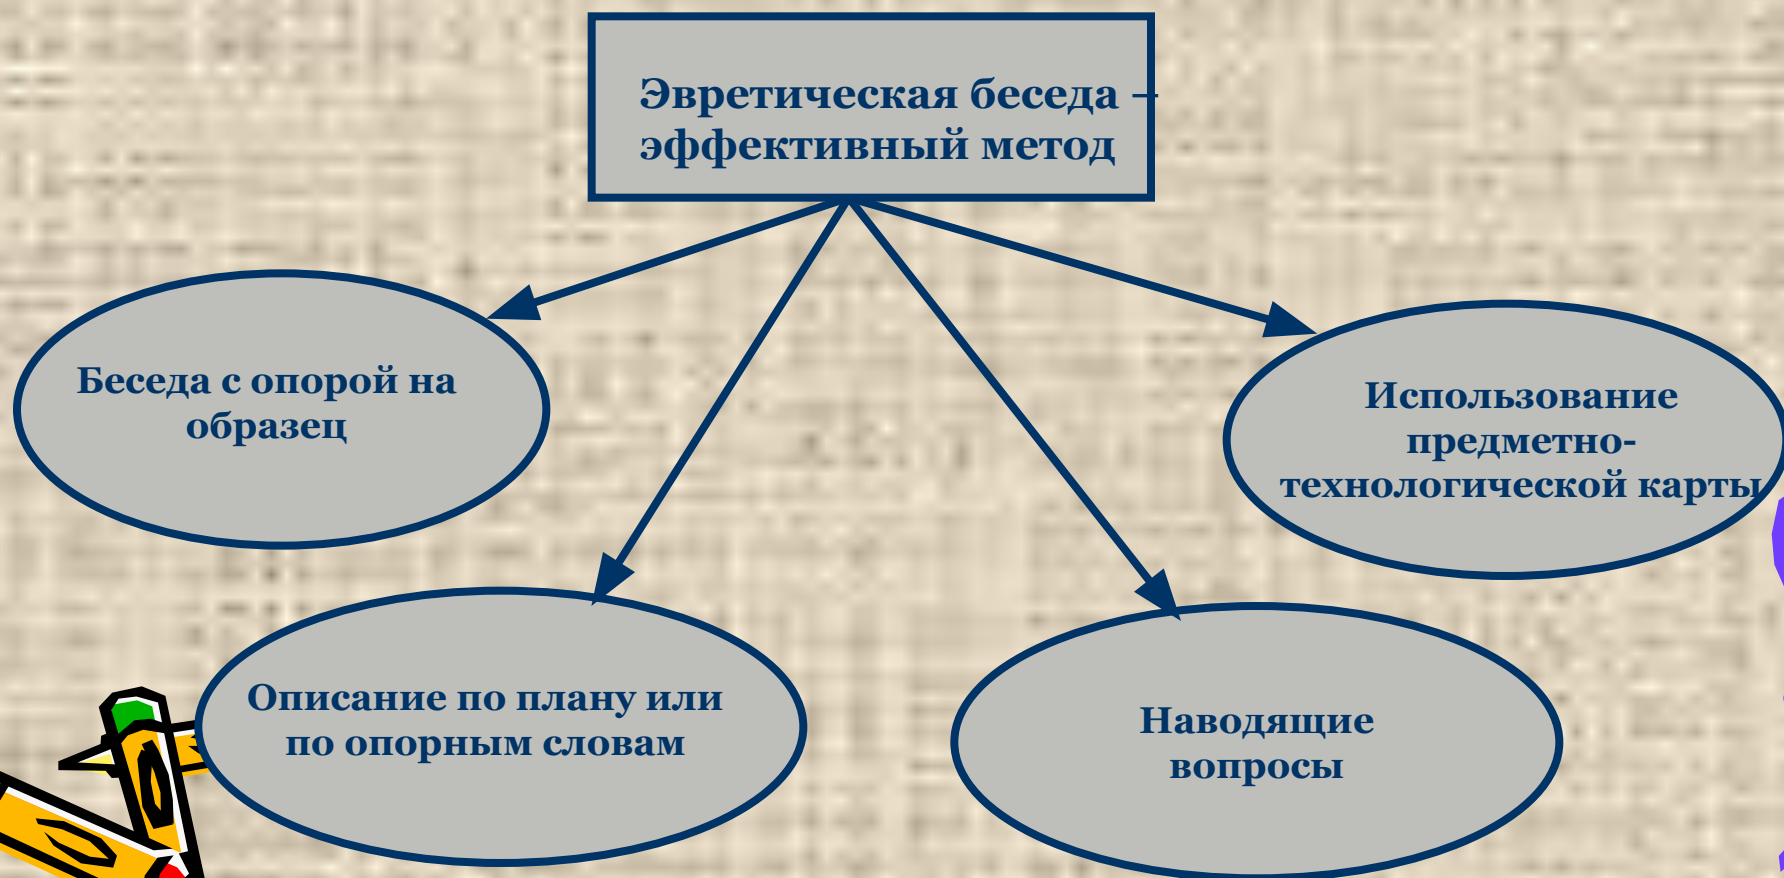 Эвретическая беседа –
эффективный метод
Беседа с опорой на
образец
Использование
предметно-
технологической карты
Описание по плану или
по опорным словам
Наводящие
вопросы